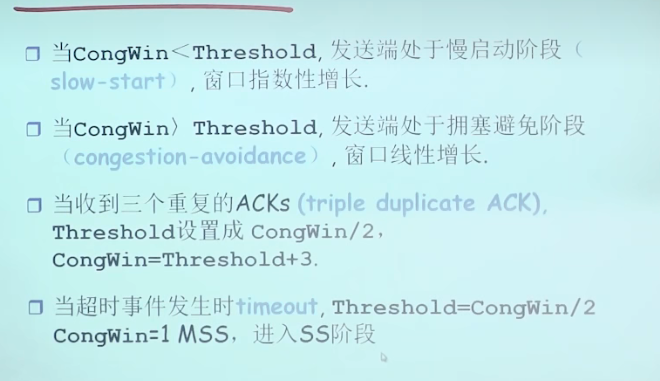 当CongWin＜Threshold, 发送端处于慢启动阶段（
slow-start）, 窗口指数性增长.
当CongWin〉Threshold, 发送端处于拥塞避免阶段
（congestion-avoidance）, 窗口线性增长.
当收到三个重复的ACKs (triple duplicate ACK),
Threshold设置成 CongWin/2,
CongWin=Threshold+3.
当超时事件发生时timeout, Threshold=CongWin/2
CongWin=1 MSS，进入SS阶段